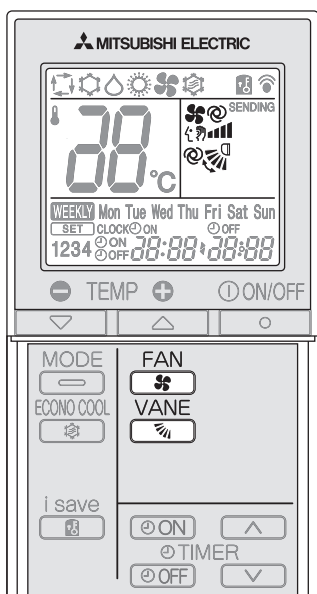 MITSUBISHI ELECTRIC
SENDING
88°C
WEEKLY Mon Tue Wed Thu Fri Sat Sun
SET CLOCK ON OFF
1234 ON OFF 88:88 88:88
TEMP ON/OFF
MODE FAN
ECONO COOL VANE
i save
ON
TIMER
OFF